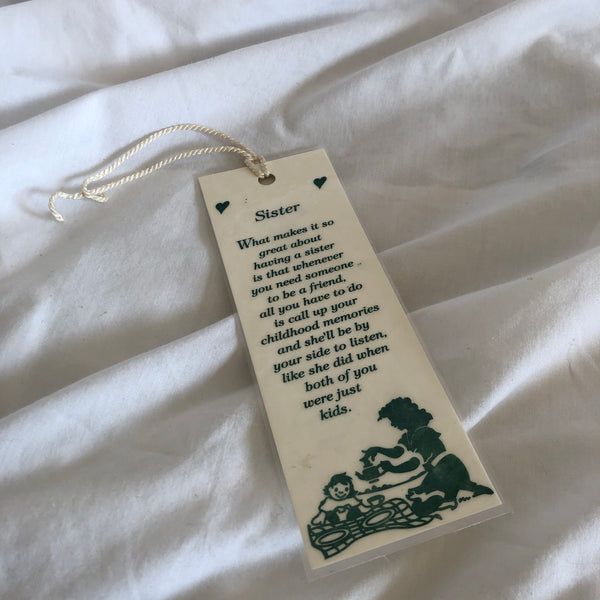 Sister
What makes it so
great about
having a sister
is that whenever
you need someone
to be a friend,
all you have to do
is call up your
childhood memories
and she'll be by
your side to listen,
like she did when
both of you
were just
kids.